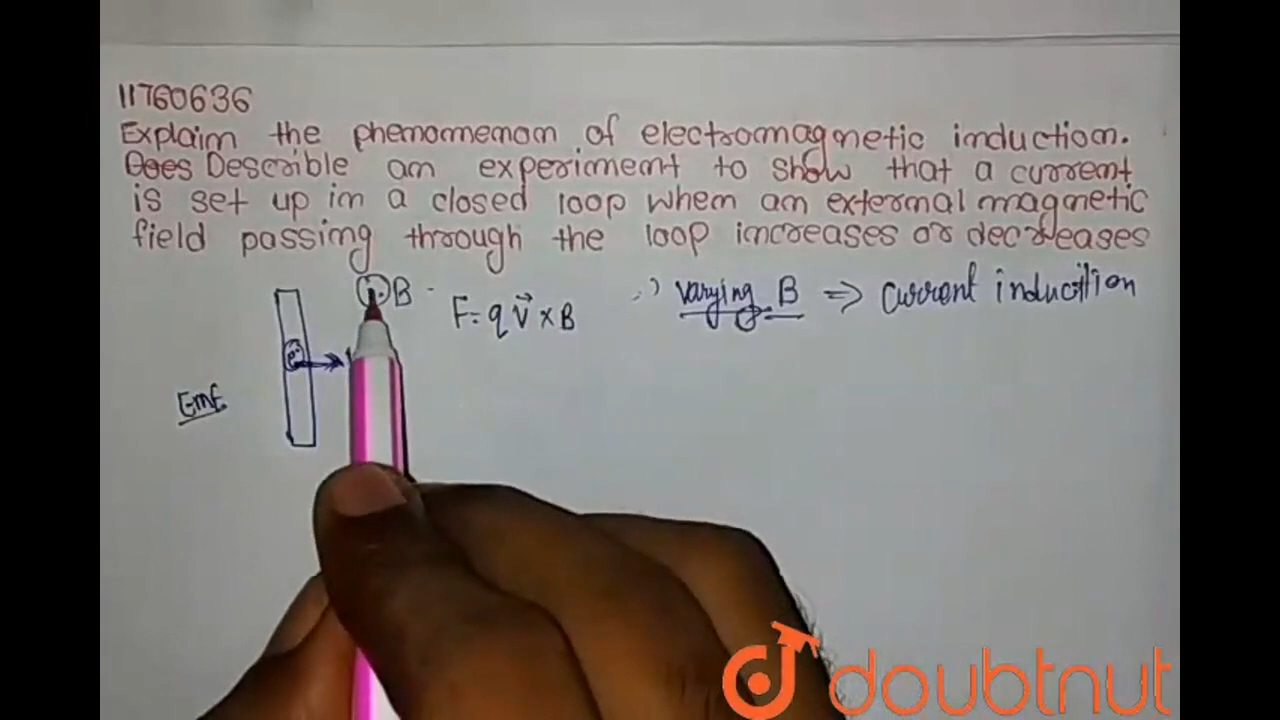 11760636
Explain the phenomenon of electromagnetic induction.
Does Describle an experiment to show that a current
is set up in a closed loop when an external magnetic
field passing through the loop increases or decreases
B
F = q v⃗ × B
varying B ⇒ current induction
e-
Emf
doubtnut